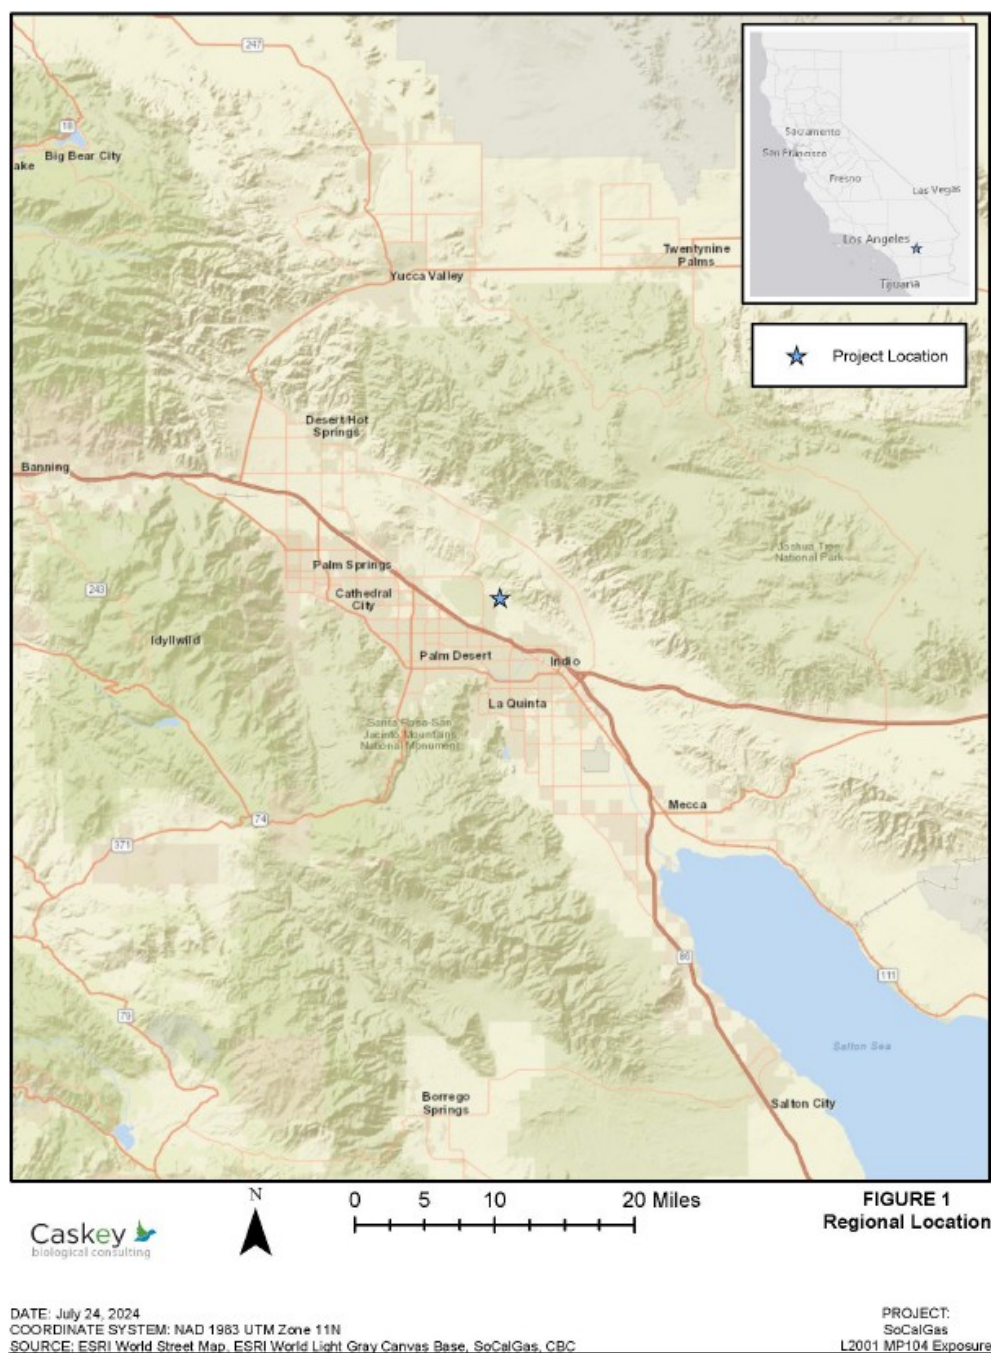 247
18
Big Bear City
ake
Yucca Valley
Twentynine
Palms
Sacramento
San Francisco
Fresno
Las Vegas
Los Angeles
Tijuana
Project Location
Desert Hot
Springs
Banning
Palm Springs
Cathedral
City
243
Idyllwild
Joshua Tree
National Park
Palm Desert
Indio
La Quinta
Santa Rosa San
Jacinto Mountains
National Monument
Mecca
74
371
86
111
79
Salton Sea
Borrego
Springs
Salton City
N
0 5 10 20 Miles
FIGURE 1
Regional Location
Caskey
biological consulting
DATE: July 24, 2024
COORDINATE SYSTEM: NAD 1983 UTM Zone 11N
SOURCE: ESRI World Street Map, ESRI World Light Gray Canvas Base, SoCalGas, CBC
PROJECT:
SoCalGas
L2001 MP104 Exposure